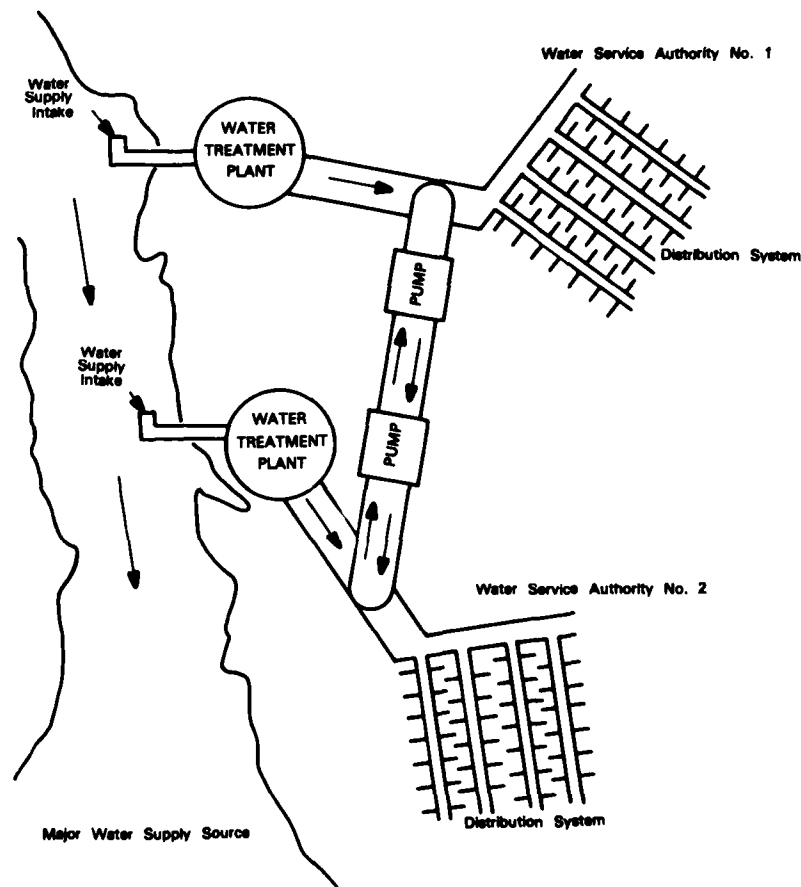 Water Service Authority No. 1
Water
Supply
Intake
WATER
TREATMENT
PLANT
Distribution System
PUMP
Water
Supply
Intake
WATER
TREATMENT
PLANT
PUMP
Water Service Authority No. 2
Distribution System
Major Water Supply Source